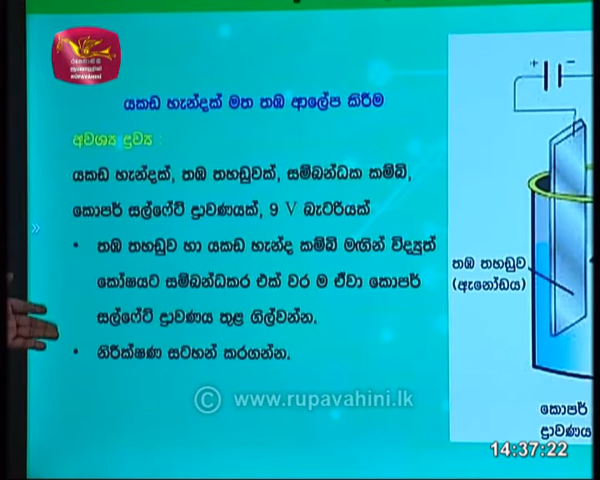 රූපවාහිනී
RUPAVAHINI
යකඩ හැන්දක් මත තඹ ආලේප කිරීම
අවශ්‍ය ද්‍රව්‍ය :
යකඩ හැන්දක්, තඹ තහඩුවක්, සම්බන්ධක කම්බි,
කොපර් සල්ෆේට් ද්‍රාවණයක්, 9 V බැටරියක්
• තඹ තහඩුව හා යකඩ හැන්ද කම්බි මඟින් විද්‍යුත්
කෝෂයට සම්බන්ධකර එක් වර ම ඒවා කොපර්
සල්ෆේට් ද්‍රාවණය තුළ ගිල්වන්න.
• නිරීක්ෂණ සටහන් කරගන්න.
+ −
තඹ තහඩුව
(ඇනෝඩය)
කොපර්
ද්‍රාවණය
© www.rupavahini.lk
14:37:22